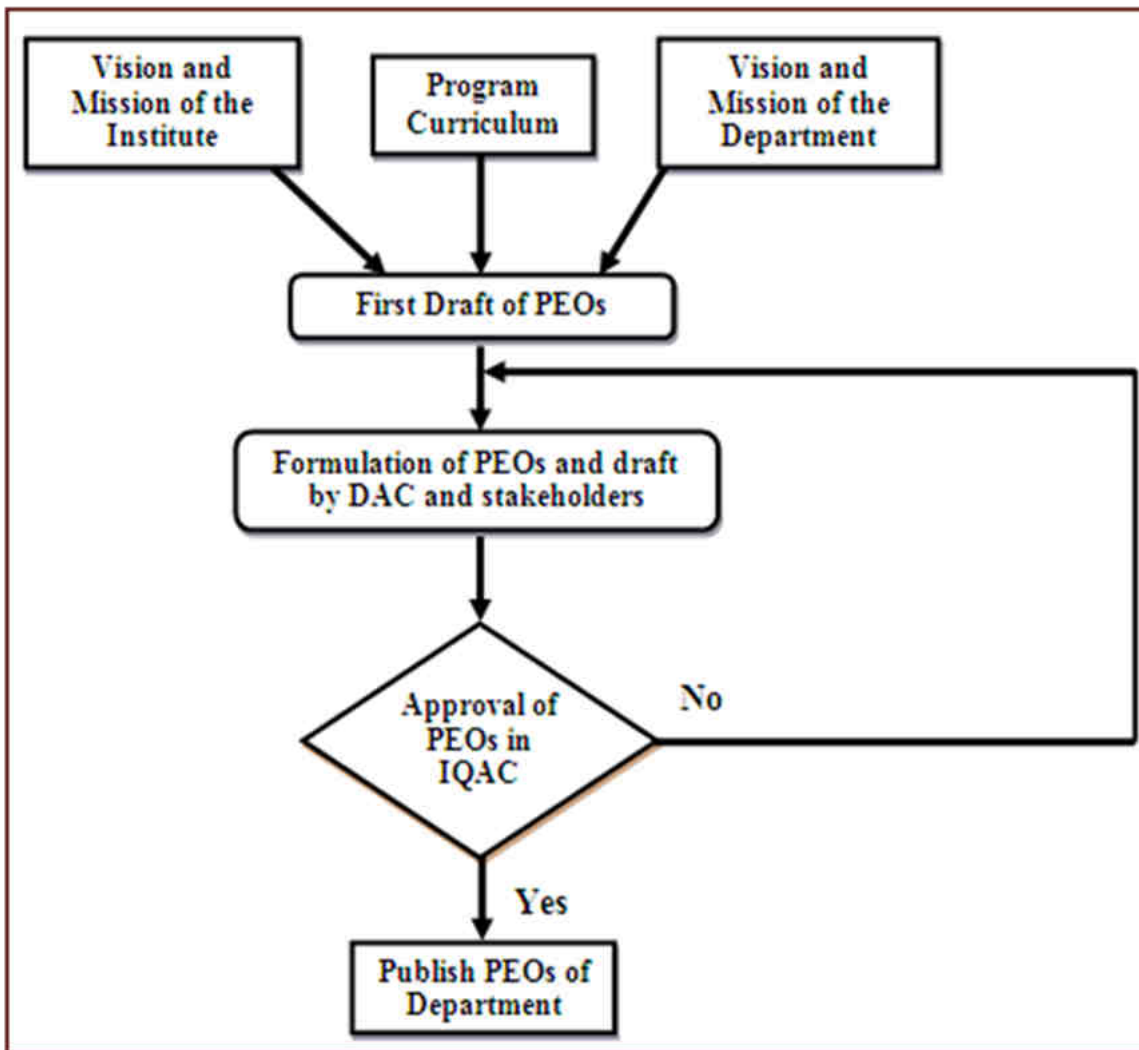 Vision and
Mission of the
Institute
Program
Curriculum
Vision and
Mission of the
Department
First Draft of PEOs
Formulation of PEOs and draft
by DAC and stakeholders
Approval of
PEOs in
IQAC
No
Yes
Publish PEOs of
Department